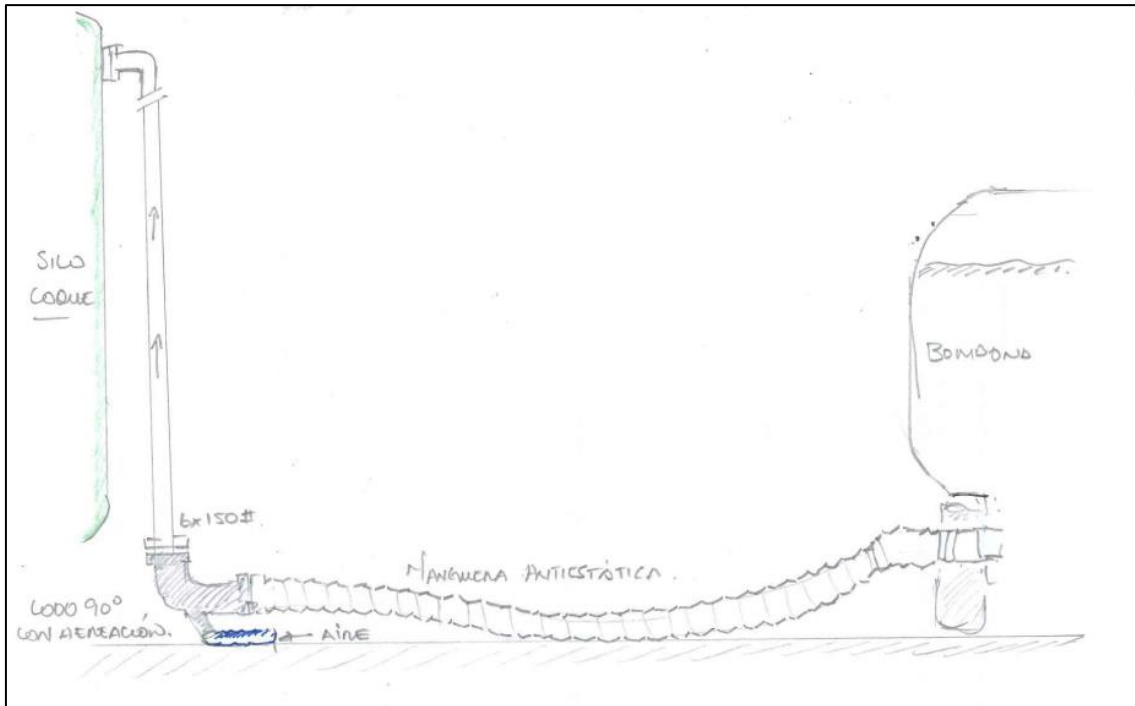 SILO
COQUE
BOMBONA
6x150#
MANGUERA ANTIESTÁTICA.
CODO 90°
CON AEREACIÓN.
AIRE